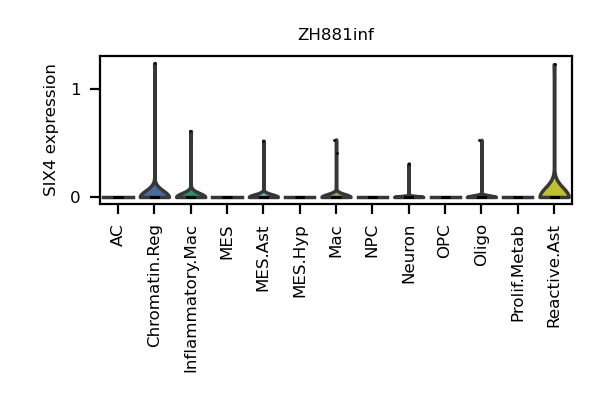 ZH881inf
SIX4 expression
1
0
AC
Chromatin.Reg
Inflammatory.Mac
MES
MES.Ast
MES.Hyp
Mac
NPC
Neuron
OPC
Oligo
Prolif.Metab
Reactive.Ast